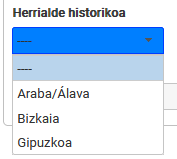 Herrialde historikoa
----
----
Araba/Álava
Bizkaia
Gipuzkoa